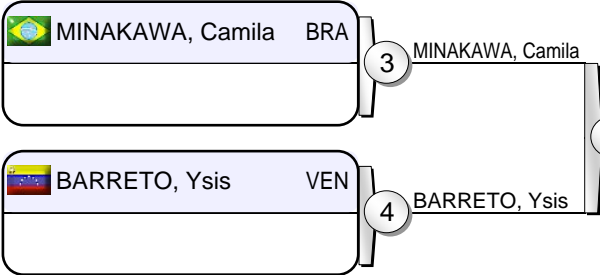 MINAKAWA, Camila BRA
3 MINAKAWA, Camila
BARRETO, Ysis VEN
4 BARRETO, Ysis